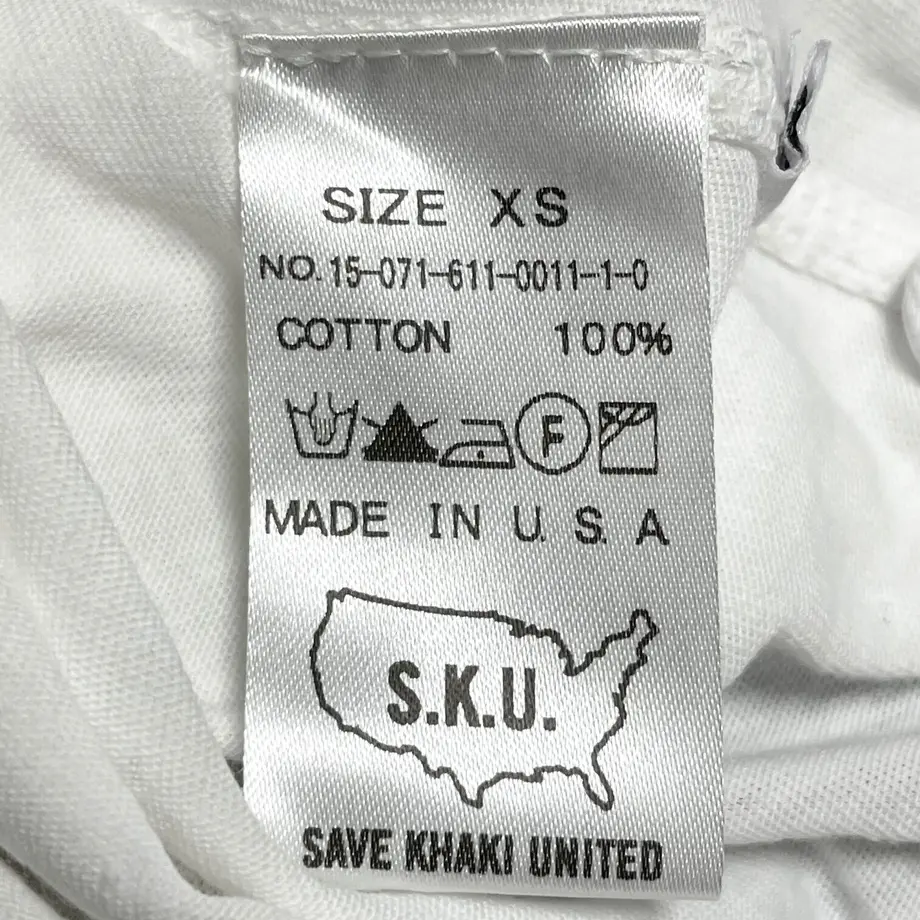 SIZE XS
NO.15-071-611-0011-1-0
COTTON 100%
F
MADE IN U.S.A
S.K.U.
SAVE KHAKI UNITED